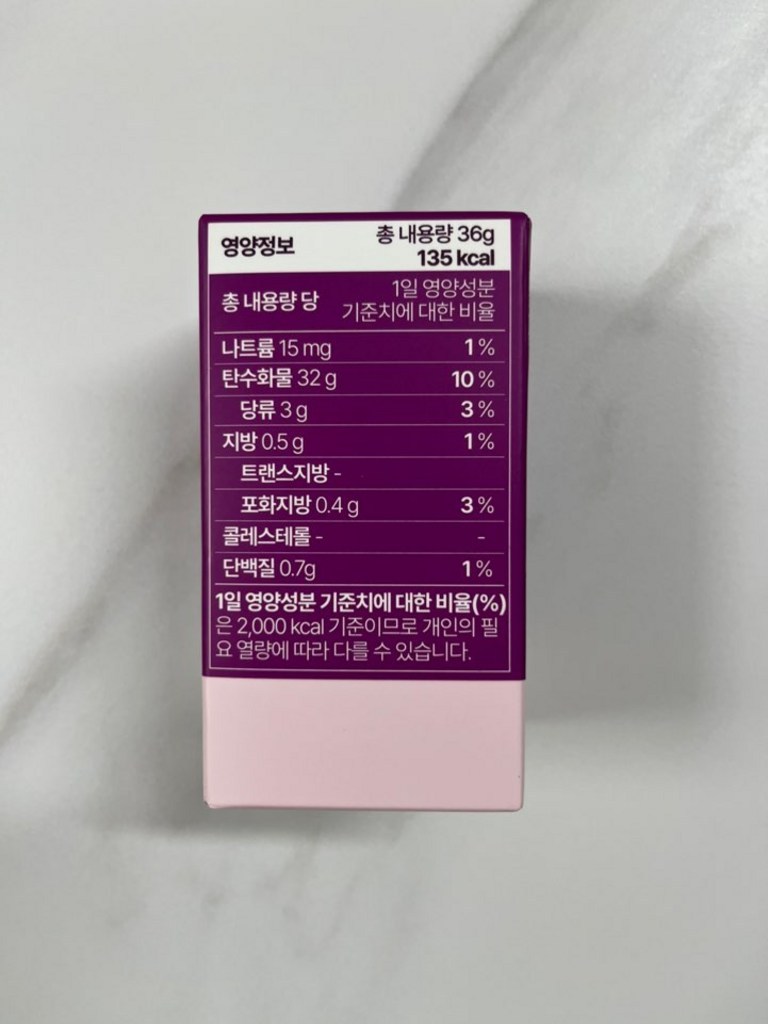 영양정보
총 내용량 36g
135 kcal
총 내용량 당
1일 영양성분
기준치에 대한 비율
나트륨 15 mg 1 %
탄수화물 32 g 10 %
당류 3 g 3 %
지방 0.5 g 1 %
트랜스지방 -
포화지방 0.4 g 3 %
콜레스테롤 - -
단백질 0.7g 1 %
1일 영양성분 기준치에 대한 비율(%)
은 2,000 kcal 기준이므로 개인의 필
요 열량에 따라 다를 수 있습니다.